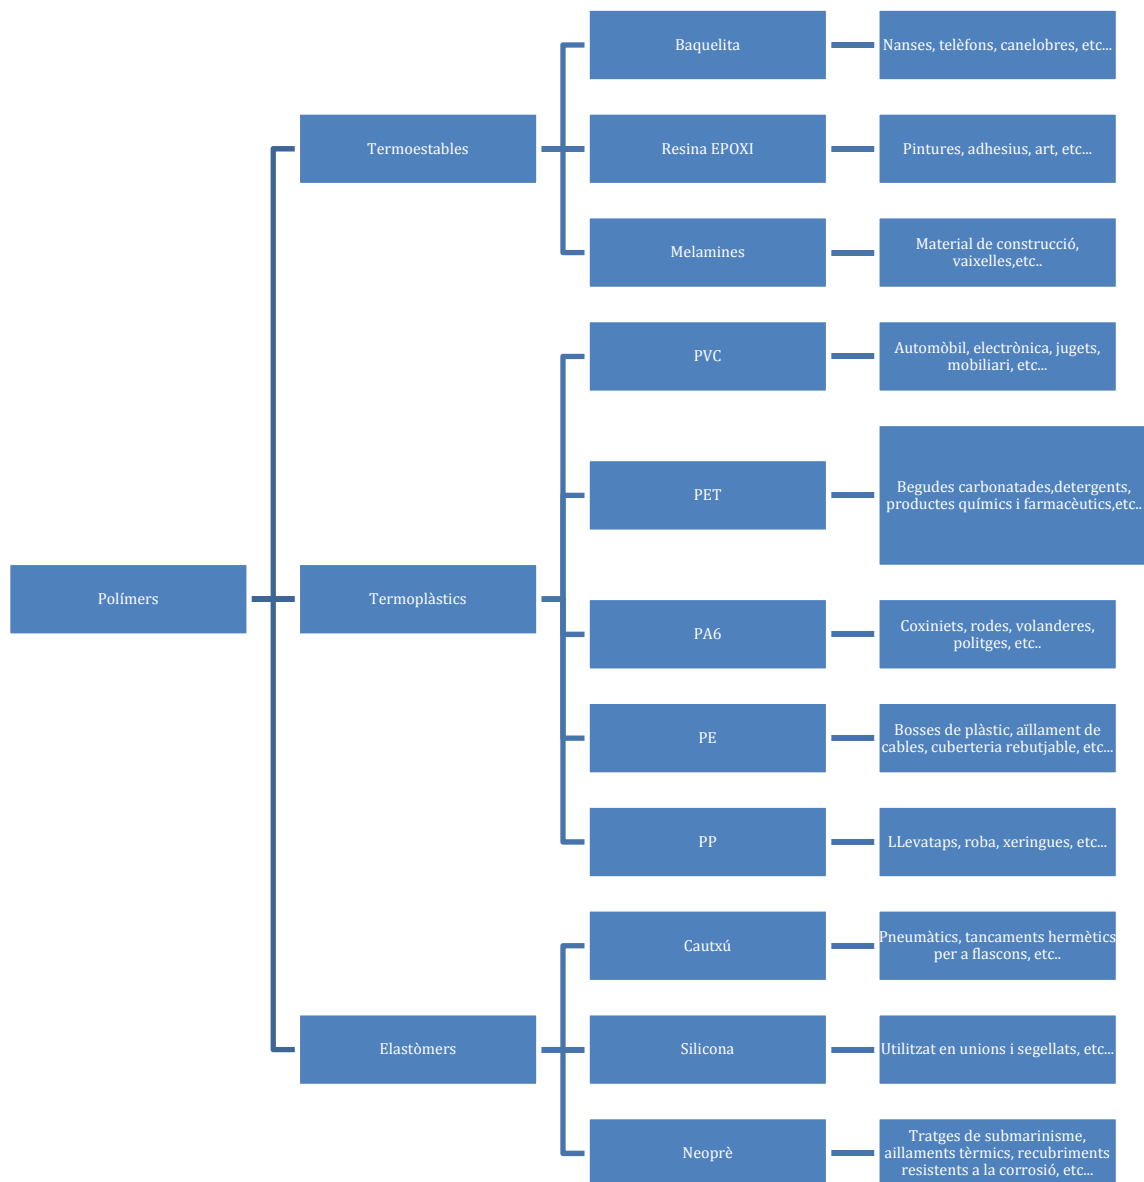 Polímers
Termoestables
Baquelita
Nanses, telèfons, canelobres, etc...
Resina EPOXI
Pintures, adhesius, art, etc...
Melamines
Material de construcció,
vaixelles,etc..
Termoplàstics
PVC
Automòbil, electrònica, jugets,
mobiliari, etc...
PET
Begudes carbonatades,detergents,
productes químics i farmacèutics,etc..
PA6
Coxiniets, rodes, volanderes,
politges, etc..
PE
Bosses de plàstic, aïllament de
cables, cuberteria rebutjable, etc...
PP
LLevataps, roba, xeringues, etc...
Elastòmers
Cautxú
Pneumàtics, tancaments hermètics
per a flascons, etc..
Silicona
Utilitzat en unions i segellats, etc...
Neoprè
Tratges de submarinisme,
aillaments tèrmics, recubriments
resistents a la corrosió, etc...